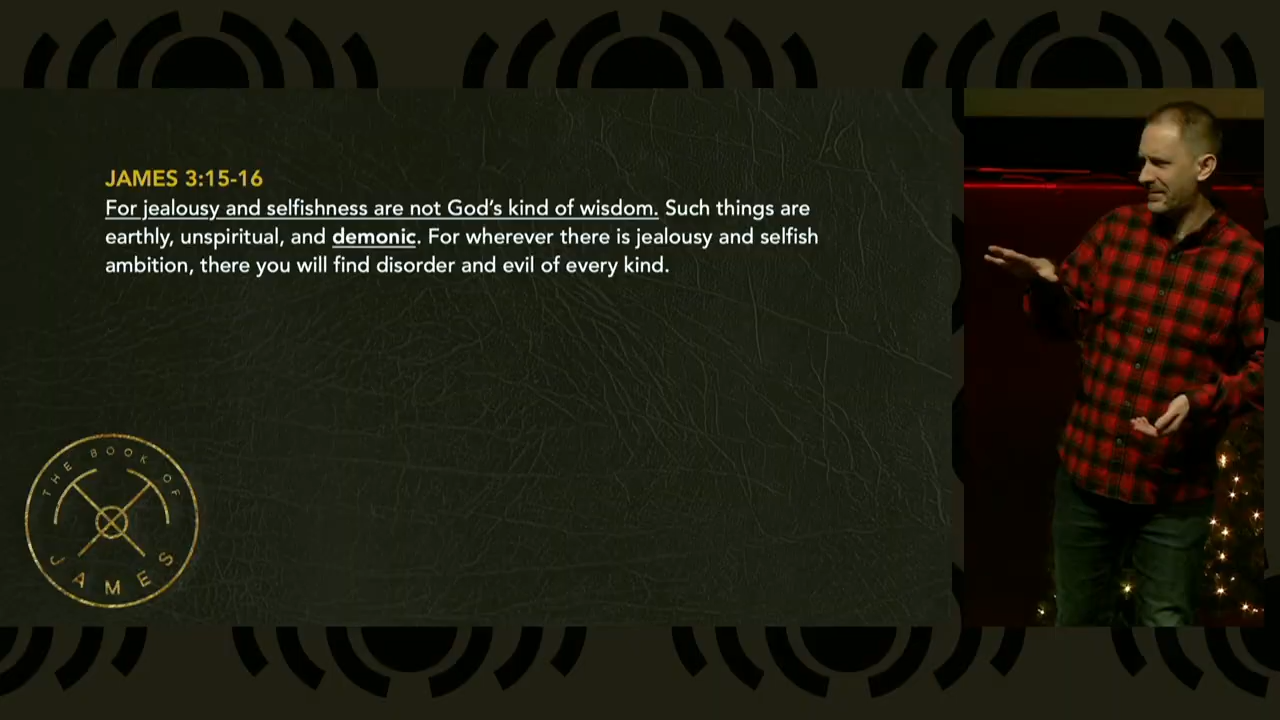 JAMES 3:15-16
For jealousy and selfishness are not God's kind of wisdom. Such things are
earthly, unspiritual, and demonic. For wherever there is jealousy and selfish
ambition, there you will find disorder and evil of every kind.
THE BOOK OF
JAMES